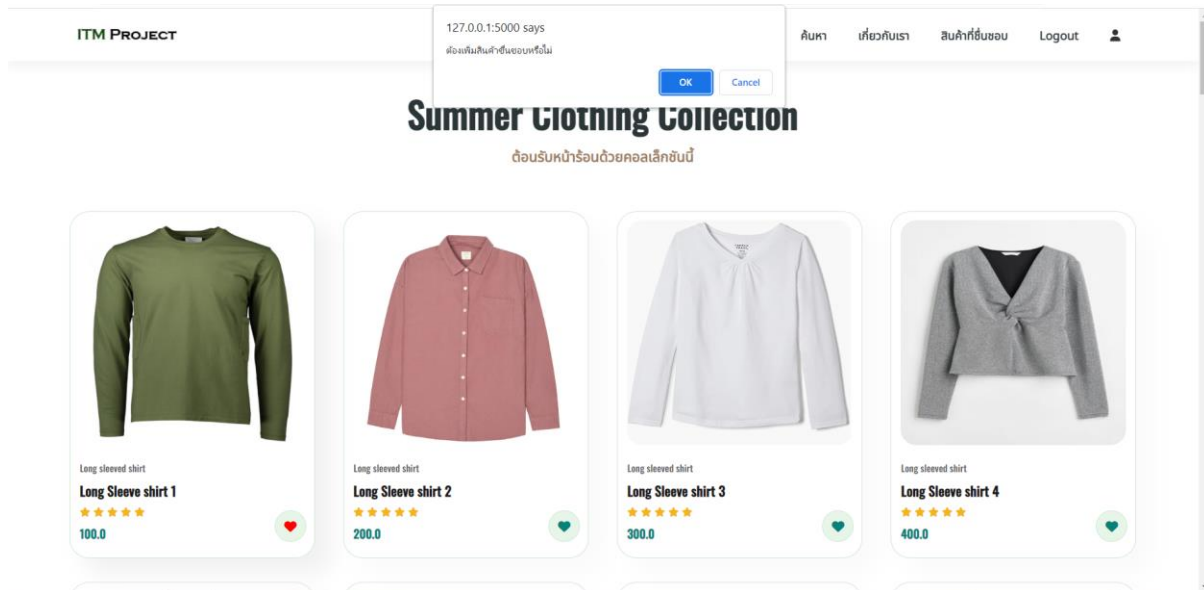 ITM PROJECT
127.0.0.1:5000 says
ต้องเพิ่มสินค้าชื่นชอบหรือไม่
OK
Cancel
ค้นหา
เกี่ยวกับเรา
สินค้าที่ชื่นชอบ
Logout
Summer Clothing Collection
ต้อนรับหน้าร้อนด้วยคอลเล็กชันนี้
Long sleeved shirt
Long Sleeve shirt 1
100.0
Long sleeved shirt
Long Sleeve shirt 2
200.0
Long sleeved shirt
Long Sleeve shirt 3
300.0
Long sleeved shirt
Long Sleeve shirt 4
400.0